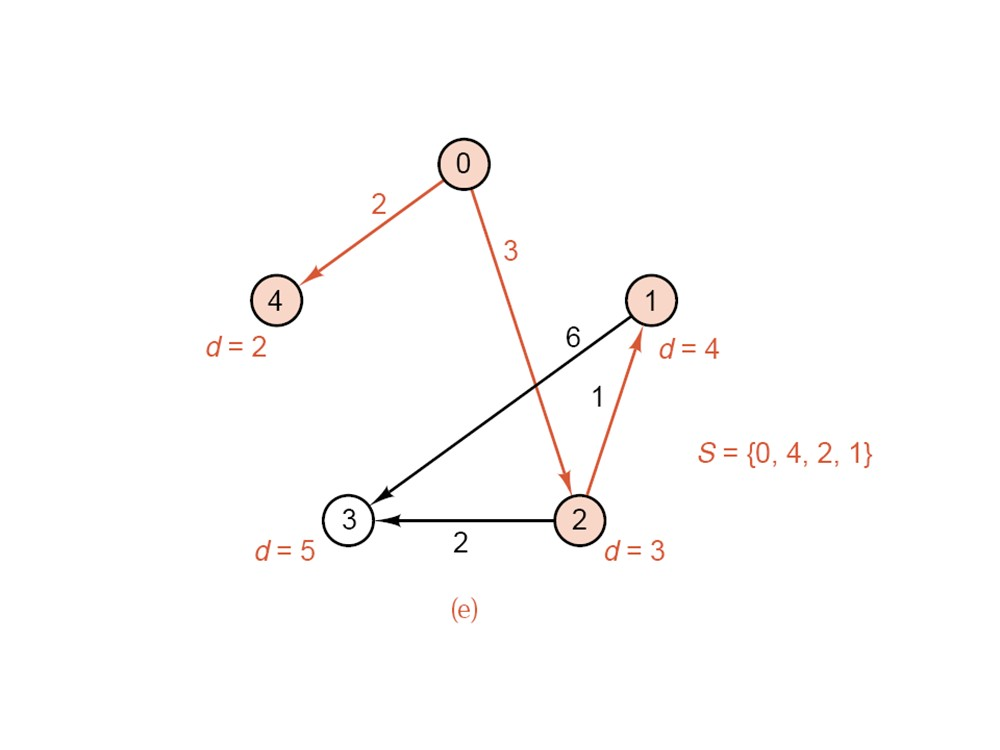 0
2
3
4
1
6
d = 2
d = 4
1
S = {0, 4, 2, 1}
3
2
2
d = 5
d = 3
(e)